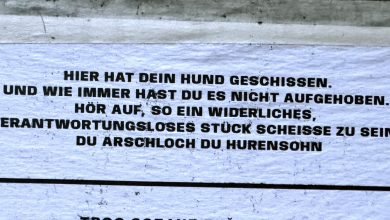 HIER HAT DEIN HUND GESCHISSEN.
UND WIE IMMER HAST DU ES NICHT AUFGEHOBEN.
HÖR AUF, SO EIN WIDERLICHES,
ERANTWORTUNGSLOSES STÜCK SCHEISSE ZU SEIN
DU ARSCHLOCH DU HURENSOHN